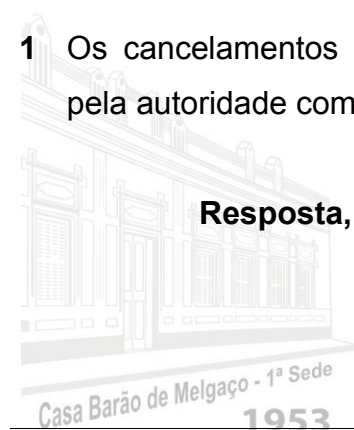 1 Os cancelamentos
pela autoridade com
Resposta,
Casa Barão de Melgaço - 1ª Sede
1953